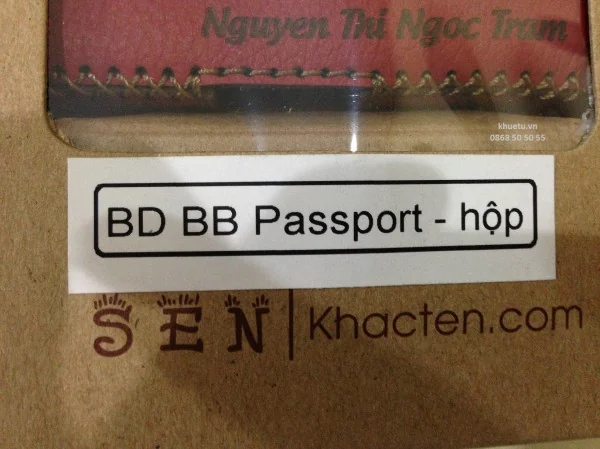 Nguyen Thi Ngoc Tram
khuetu.vn
0868 50 50 55
BD BB Passport - hộp
SEN | Khacten.com